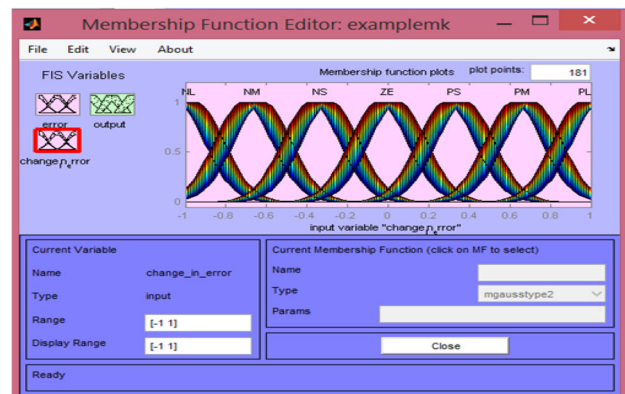 Membership Function Editor: examplemk
File Edit View About
FIS Variables
error
output
change_in_error
Membership function plots
plot points:
181
NL NM NS ZE PS PM PL
1
0.5
0
-1 -0.8 -0.6 -0.4 -0.2 0 0.2 0.4 0.6 0.8 1
input variable "change_in_error"
Current Variable
Name change_in_error
Type input
Range [-1 1]
Display Range [-1 1]
Current Membership Function (click on MF to select)
Name
Type mgausstype2
Params
Close
Ready